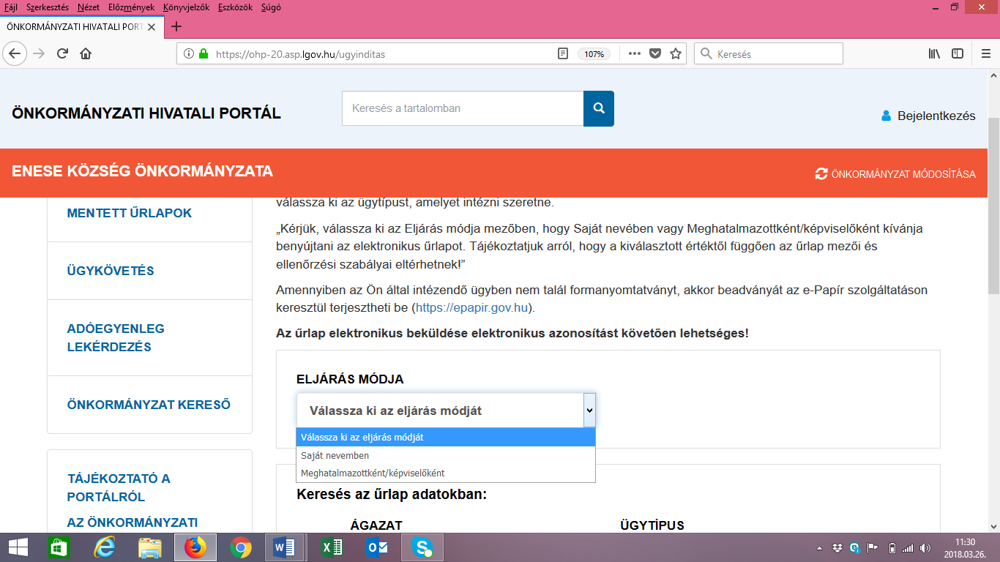 Fájl Szerkesztés Nézet Előzmények Könyvjelzők Eszközök Súgó
ÖNKORMÁNYZATI HIVATALI PORT
https://ohp-20.asp.lgov.hu/ugyinditas
107%
Keresés
ÖNKORMÁNYZATI HIVATALI PORTÁL
Keresés a tartalomban
Bejelentkezés
ENESE KÖZSÉG ÖNKORMÁNYZATA
ÖNKORMÁNYZAT MÓDOSÍTÁSA
MENTETT ŰRLAPOK
ÜGYKÖVETÉS
ADÓEGYENLEG
LEKÉRDEZÉS
ÖNKORMÁNYZAT KERESŐ
TÁJÉKOZTATÓ A
PORTÁLRÓL
AZ ÖNKORMÁNYZATI
válassza ki az ügytípust, amelyet intézni szeretne.
„Kérjük, válassza ki az Eljárás módja mezőben, hogy Saját nevében vagy Meghatalmazottként/képviselőként kívánja
benyújtani az elektronikus űrlapot. Tájékoztatjuk arról, hogy a kiválasztott értéktől függően az űrlap mezői és
ellenőrzési szabályai eltérhetnek!”
Amennyiben az Ön által intézendő ügyben nem talál formanyomtatványt, akkor beadványát az e-Papír szolgáltatáson
keresztül terjesztheti be (https://epapir.gov.hu).
Az űrlap elektronikus beküldése elektronikus azonosítást követően lehetséges!
ELJÁRÁS MÓDJA
Válassza ki az eljárás módját
Válassza ki az eljárás módját
Saját nevemben
Meghatalmazottként/képviselőként
Keresés az űrlap adatokban:
ÁGAZAT
ÜGYTÍPUS
11:30
2018.03.26.